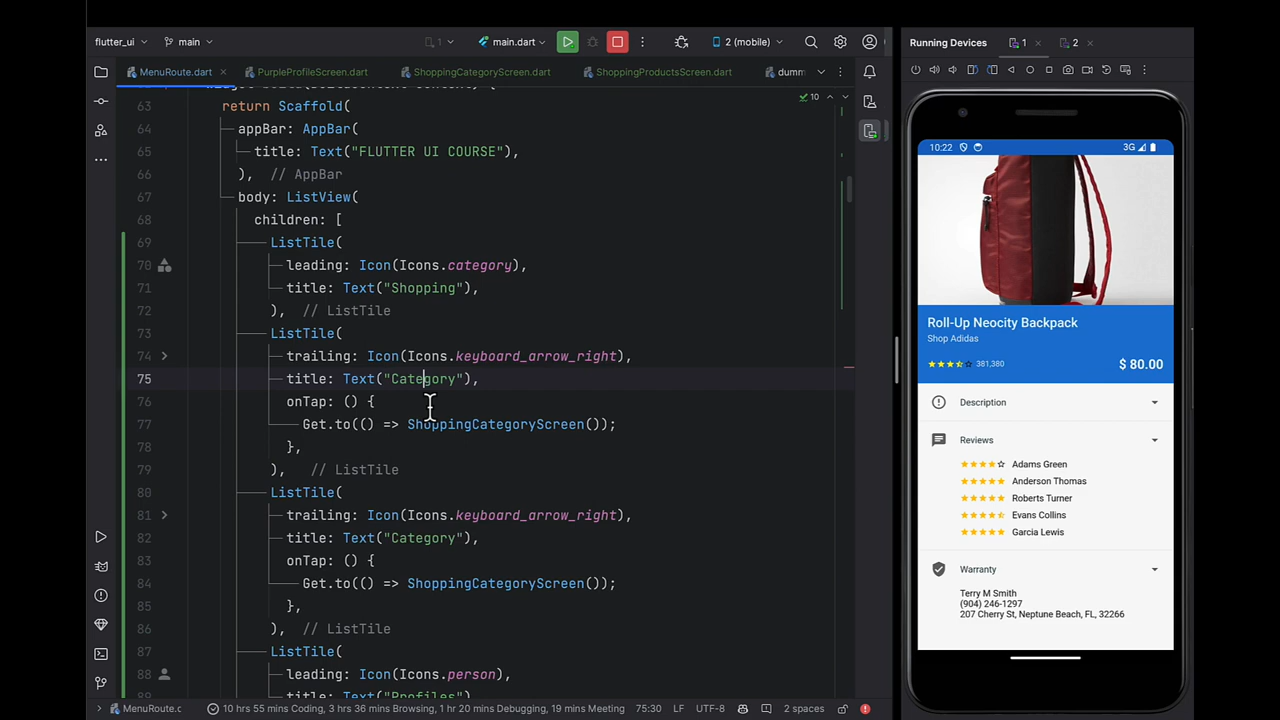 flutter_ui
main
1
main.dart
2 (mobile)
Running Devices
1
2
MenuRoute.dart
PurpleProfileScreen.dart
ShoppingCategoryScreen.dart
ShoppingProductsScreen.dart
dumm
10
63 return Scaffold(
64 appBar: AppBar(
65 title: Text("FLUTTER UI COURSE"),
66 ), // AppBar
67 body: ListView(
68 children: [
69 ListTile(
70 leading: Icon(Icons.category),
71 title: Text("Shopping"),
72 ), // ListTile
73 ListTile(
74 trailing: Icon(Icons.keyboard_arrow_right),
75 title: Text("Category"),
76 onTap: () {
77 Get.to(() => ShoppingCategoryScreen());
78 },
79 ), // ListTile
80 ListTile(
81 trailing: Icon(Icons.keyboard_arrow_right),
82 title: Text("Category"),
83 onTap: () {
84 Get.to(() => ShoppingCategoryScreen());
85 },
86 ), // ListTile
87 ListTile(
88 leading: Icon(Icons.person),
title: Text("Profiles")
10:22
3G
Roll-Up Neocity Backpack
Shop Adidas
381,380
$ 80.00
Description
Reviews
Adams Green
Anderson Thomas
Roberts Turner
Evans Collins
Garcia Lewis
Warranty
Terry M Smith
(904) 246-1297
207 Cherry St, Neptune Beach, FL, 32266
MenuRoute.c
10 hrs 55 mins Coding, 3 hrs 36 mins Browsing, 1 hr 20 mins Debugging, 19 mins Meeting
75:30
LF
UTF-8
2 spaces